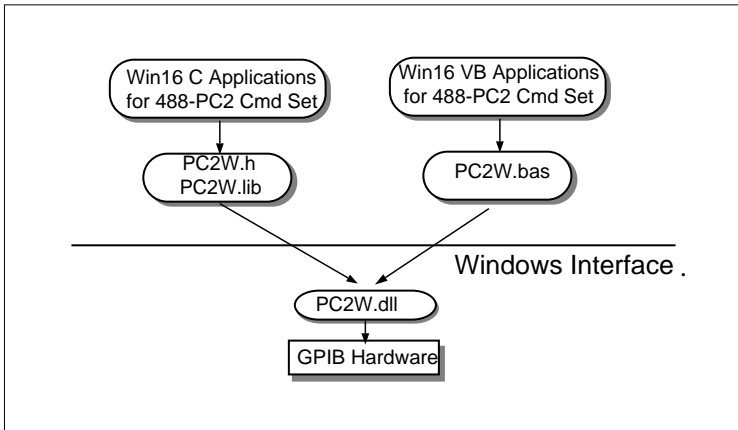 Win16 C Applications
for 488-PC2 Cmd Set
Win16 VB Applications
for 488-PC2 Cmd Set
PC2W.h
PC2W.lib
PC2W.bas
Windows Interface .
PC2W.dll
GPIB Hardware